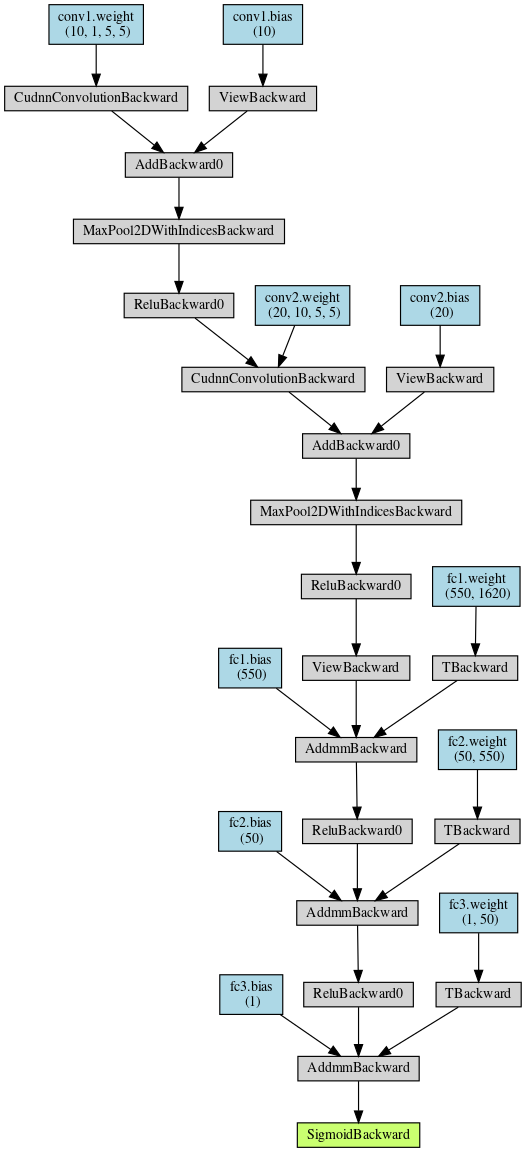 conv1.weight
(10, 1, 5, 5)
conv1.bias
(10)
CudnnConvolutionBackward
ViewBackward
AddBackward0
MaxPool2DWithIndicesBackward
ReluBackward0
conv2.weight
(20, 10, 5, 5)
conv2.bias
(20)
CudnnConvolutionBackward
ViewBackward
AddBackward0
MaxPool2DWithIndicesBackward
ReluBackward0
fc1.weight
(550, 1620)
fc1.bias
(550)
ViewBackward
TBackward
AddmmBackward
fc2.weight
(50, 550)
fc2.bias
(50)
ReluBackward0
TBackward
AddmmBackward
fc3.weight
(1, 50)
fc3.bias
(1)
ReluBackward0
TBackward
AddmmBackward
SigmoidBackward